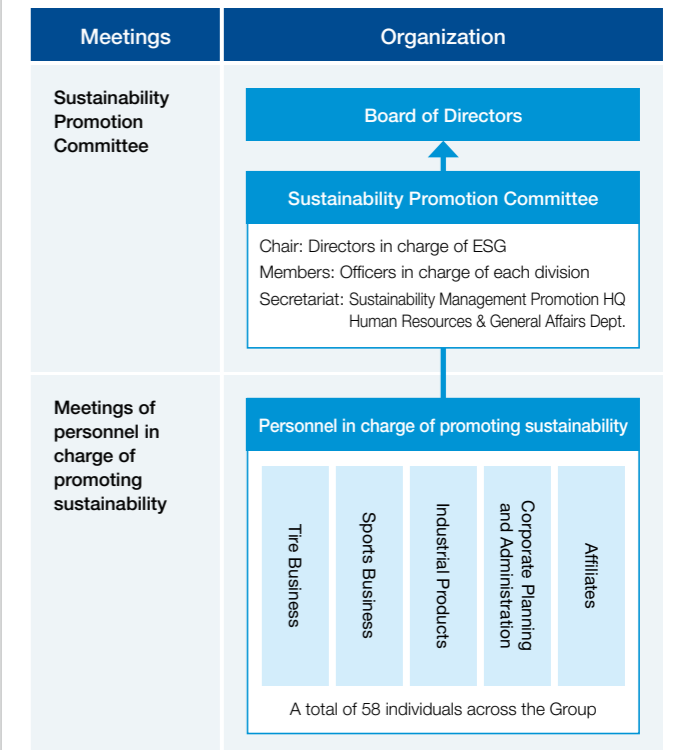 Meetings
Organization
Sustainability
Promotion
Committee
Board of Directors
Sustainability Promotion Committee
Chair: Directors in charge of ESG
Members: Officers in charge of each division
Secretariat: Sustainability Management Promotion HQ
Human Resources & General Affairs Dept.
Meetings of
personnel in
charge of
promoting
sustainability
Personnel in charge of promoting sustainability
Tire Business
Sports Business
Industrial Products
Corporate Planning
and Administration
Affiliates
A total of 58 individuals across the Group